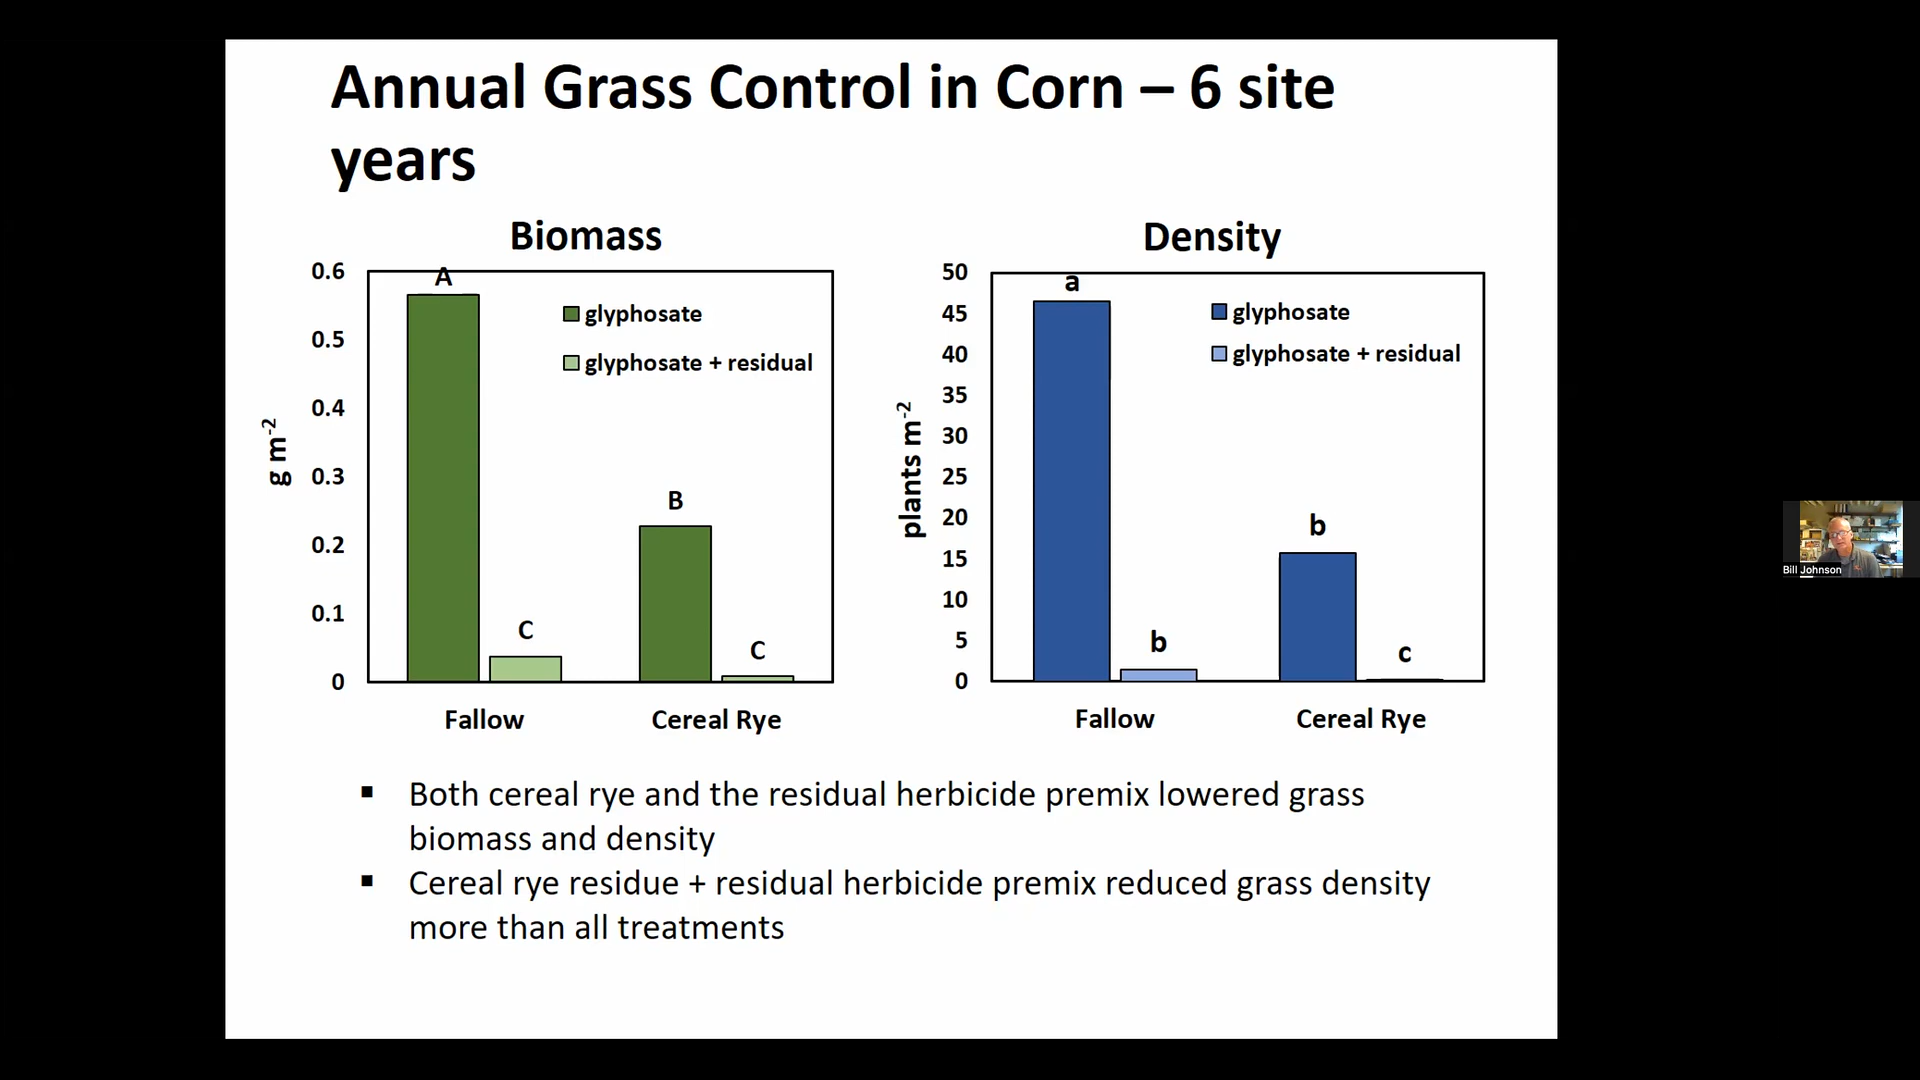 Annual Grass Control in Corn – 6 site
years
Biomass
0.6
0.5
0.4
0.3
0.2
0.1
0
g m-2
A
C
B
C
glyphosate
glyphosate + residual
Fallow
Cereal Rye
Density
50
45
40
35
30
25
20
15
10
5
0
plants m-2
a
b
b
c
glyphosate
glyphosate + residual
Fallow
Cereal Rye
▪ Both cereal rye and the residual herbicide premix lowered grass
biomass and density
▪ Cereal rye residue + residual herbicide premix reduced grass density
more than all treatments
Bill Johnson